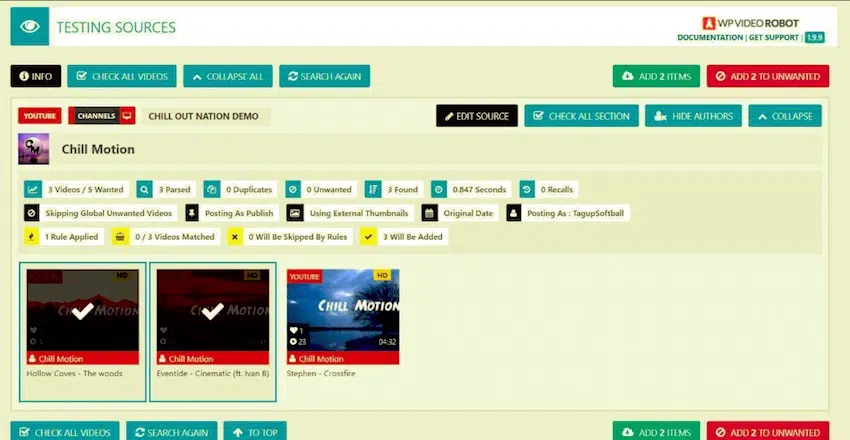 TESTING SOURCES
WP VIDEO ROBOT
DOCUMENTATION | GET SUPPORT | 1.9.9
INFO CHECK ALL VIDEOS COLLAPSE ALL SEARCH AGAIN ADD 2 ITEMS ADD 2 TO UNWANTED
YOUTUBE CHANNELS CHILL OUT NATION DEMO EDIT SOURCE CHECK ALL SECTION HIDE AUTHORS COLLAPSE
CM Chill Motion
3 Videos / 5 Wanted 3 Parsed 0 Duplicates 0 Unwanted 3 Found 0.847 Seconds 0 Recalls
Skipping Global Unwanted Videos Posting As Publish Using External Thumbnails Original Date Posting As : TagupSoftball
1 Rule Applied 0 / 3 Videos Matched 0 Will Be Skipped By Rules 3 Will Be Added
YOUTUBE HD YOUTUBE HD YOUTUBE HD
CHILL MOTION CHILL MOTION CHILL MOTION
1
23 04:32
Chill Motion Chill Motion Chill Motion
Hollow Coves - The woods Eventide - Cinematic (ft. Ivan B) Stephen - Crossfire
CHECK ALL VIDEOS SEARCH AGAIN TO TOP ADD 2 ITEMS ADD 2 TO UNWANTED